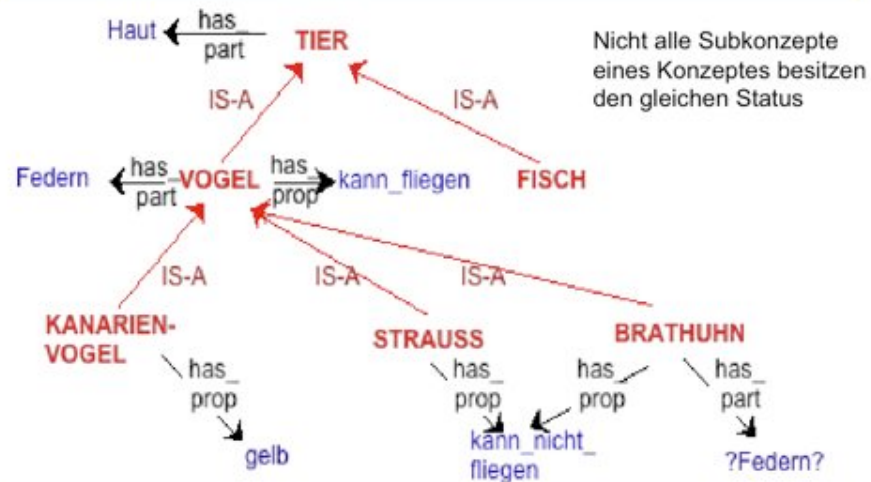 Haut
has_
part
TIER
Nicht alle Subkonzepte
eines Konzeptes besitzen
den gleichen Status
IS-A
IS-A
Federn
has_
part
VOGEL
has_
prop
kann_fliegen
FISCH
IS-A
IS-A
IS-A
KANARIEN-
VOGEL
STRAUSS
BRATHUHN
has_
prop
has_
prop
has_
prop
has_
part
gelb
kann_nicht_
fliegen
?Federn?